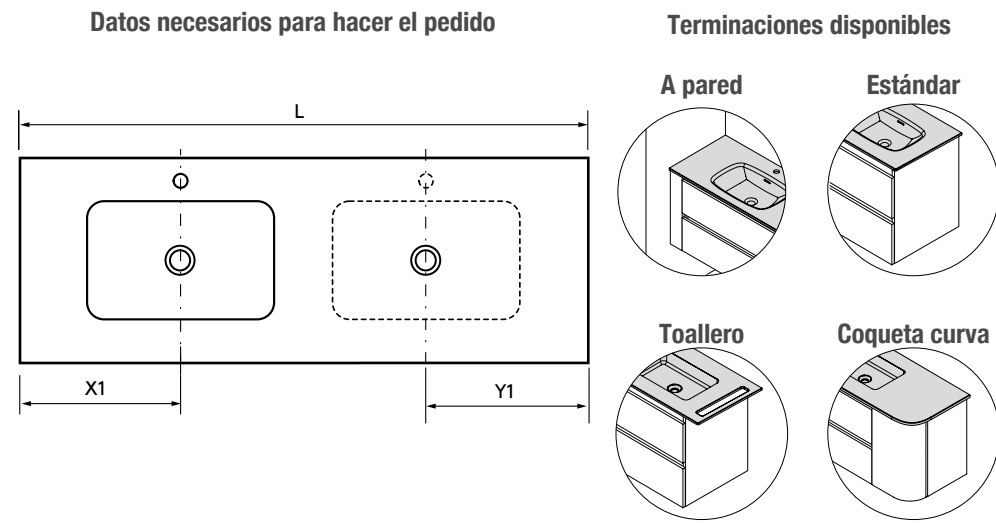 Datos necesarios para hacer el pedido
L
X1
Y1
Terminaciones disponibles
A pared
Estándar
Toallero
Coqueta curva